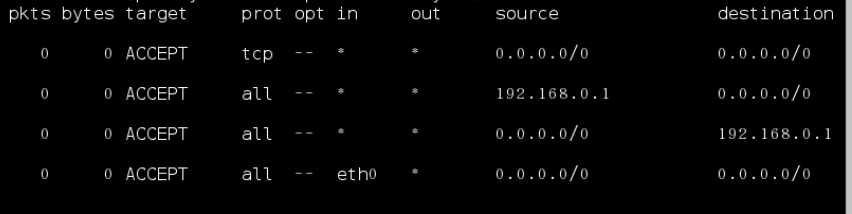 pkts bytes target prot opt in out source destination
0 0 ACCEPT tcp -- * * 0.0.0.0/0 0.0.0.0/0
0 0 ACCEPT all -- * * 192.168.0.1 0.0.0.0/0
0 0 ACCEPT all -- * * 0.0.0.0/0 192.168.0.1
0 0 ACCEPT all -- eth0 * 0.0.0.0/0 0.0.0.0/0